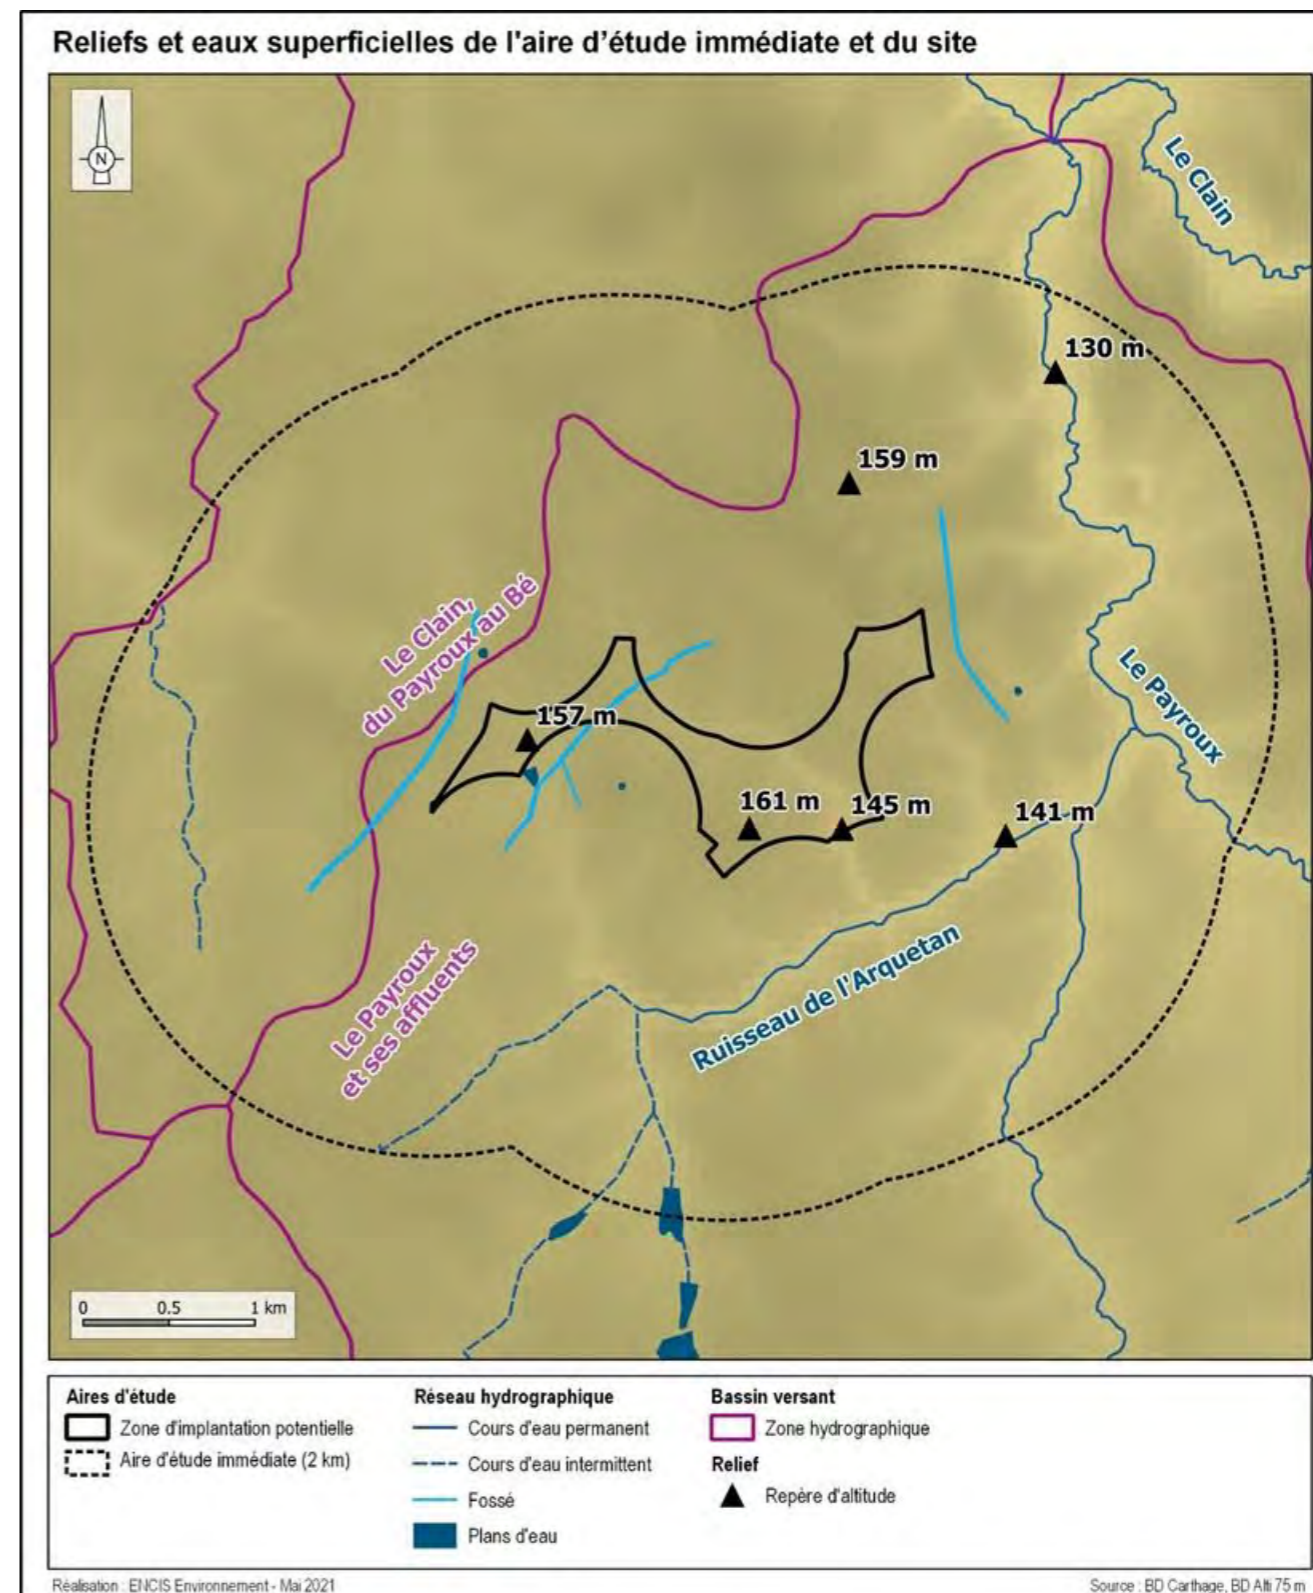 Reliefs et eaux superficielles de l'aire d'étude immédiate et du site
N
Le Clain
130 m
159 m
Le Clain,
du Payroux au Bé
Le Payroux
157 m
161 m
145 m
141 m
Le Payroux
et ses affluents
Ruisseau de l'Arquetan
0 0.5 1 km
Aires d'étude
Zone d'implantation potentielle
Aire d'étude immédiate (2 km)
Réseau hydrographique
Cours d'eau permanent
Cours d'eau intermittent
Fossé
Plans d'eau
Bassin versant
Zone hydrographique
Relief
Repère d'altitude
Réalisation : ENCIS Environnement - Mai 2021
Source : BD Carthage, BD Alti 75 m